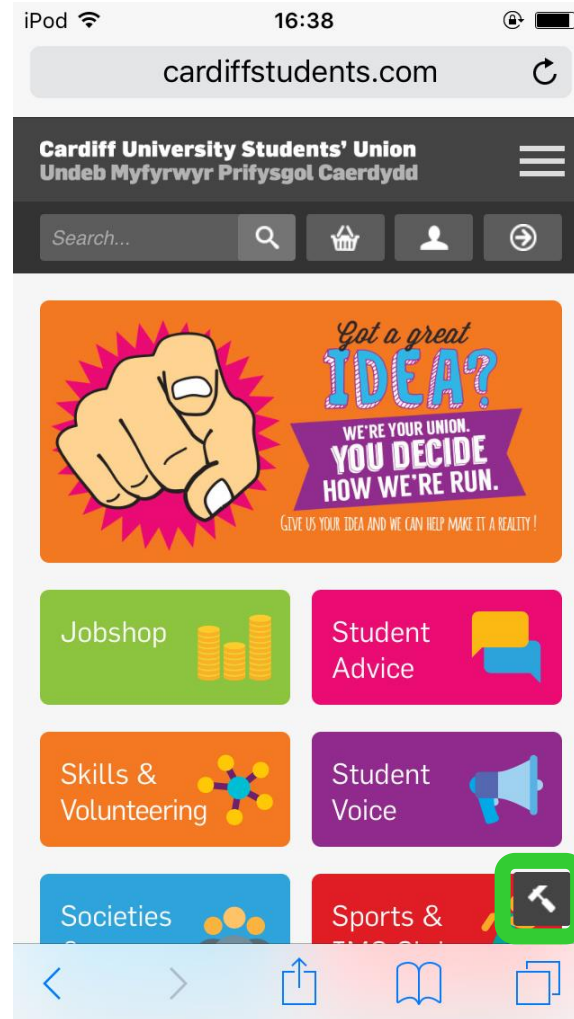 iPod 16:38
cardiffstudents.com
Cardiff University Students' Union
Undeb Myfyrwyr Prifysgol Caerdydd
Search...
Got a great
IDEA?
WE'RE YOUR UNION.
YOU DECIDE
HOW WE'RE RUN.
GIVE US YOUR IDEA AND WE CAN HELP MAKE IT A REALITY!
Jobshop
Student
Advice
Skills &
Volunteering
Student
Voice
Societies
Sports &